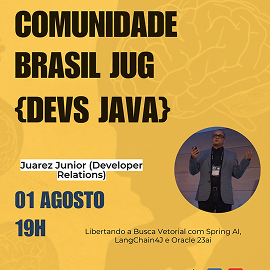 COMUNIDADE
BRASIL JUG
{DEVS JAVA}
Juarez Junior (Developer
Relations)
01 AGOSTO
19H
Libertando a Busca Vetorial com Spring AI,
LangChain4J e Oracle 23ai